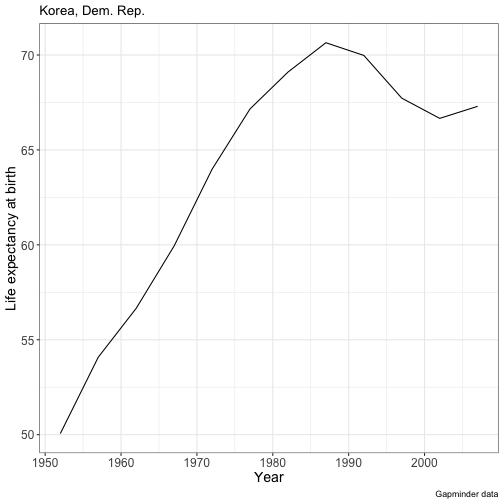 Korea, Dem. Rep.
Life expectancy at birth
70
65
60
55
50
1950 1960 1970 1980 1990 2000
Year
Gapminder data